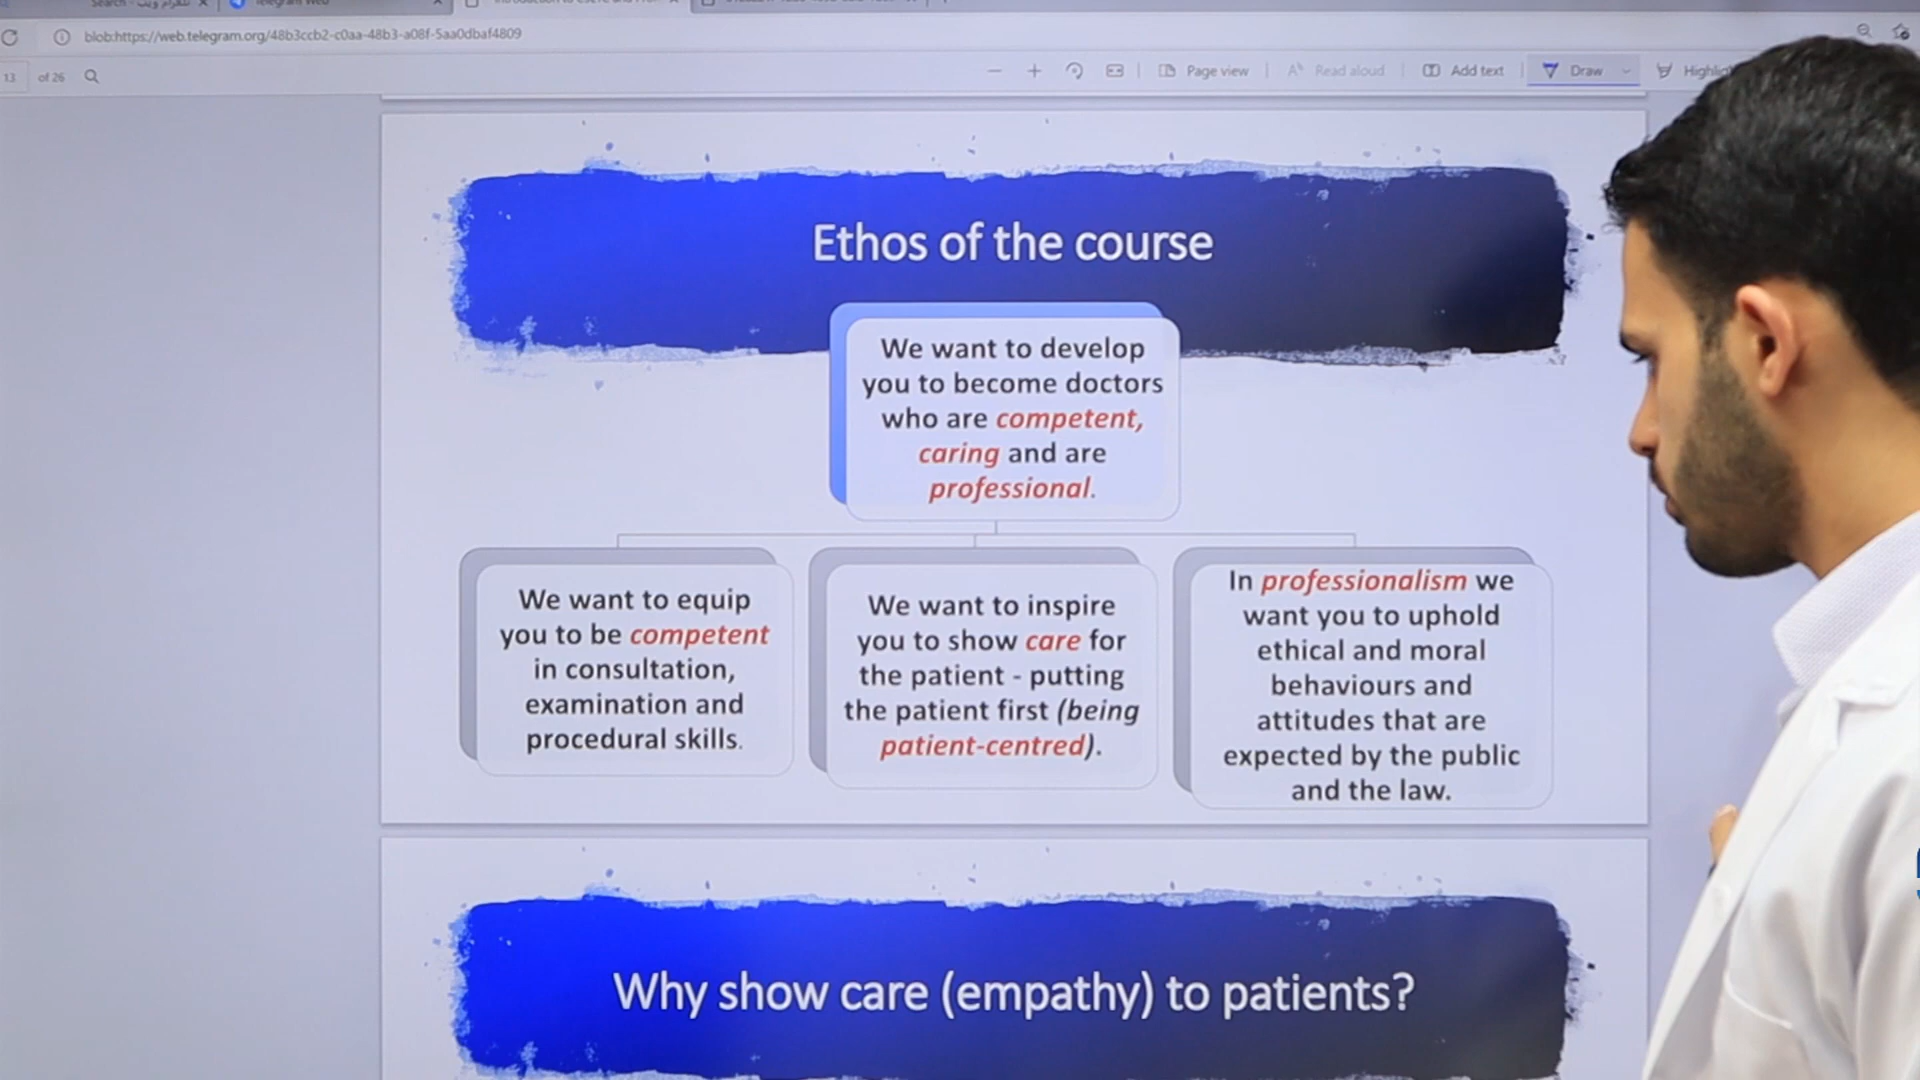 blob:https://web.telegram.org/48b3ccb2-c0aa-48b3-a08f-5aa0dbaf4809
13 of 26
Page view
Read aloud
Add text
Draw
Ethos of the course
We want to develop
you to become doctors
who are competent,
caring and are
professional.
We want to equip
you to be competent
in consultation,
examination and
procedural skills.
We want to inspire
you to show care for
the patient - putting
the patient first (being
patient-centred).
In professionalism we
want you to uphold
ethical and moral
behaviours and
attitudes that are
expected by the public
and the law.
Why show care (empathy) to patients?